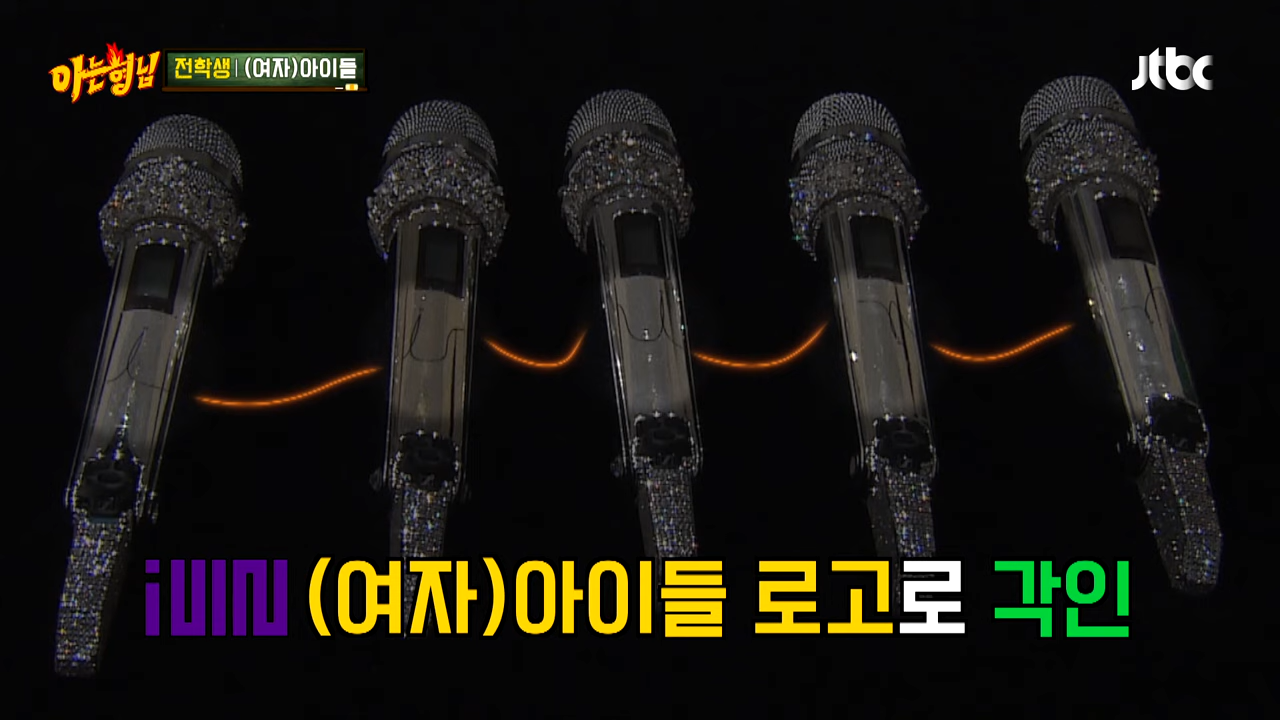 아는형님 전학생 | (여자)아이들
jtbc
(여자)아이들 로고로 각인